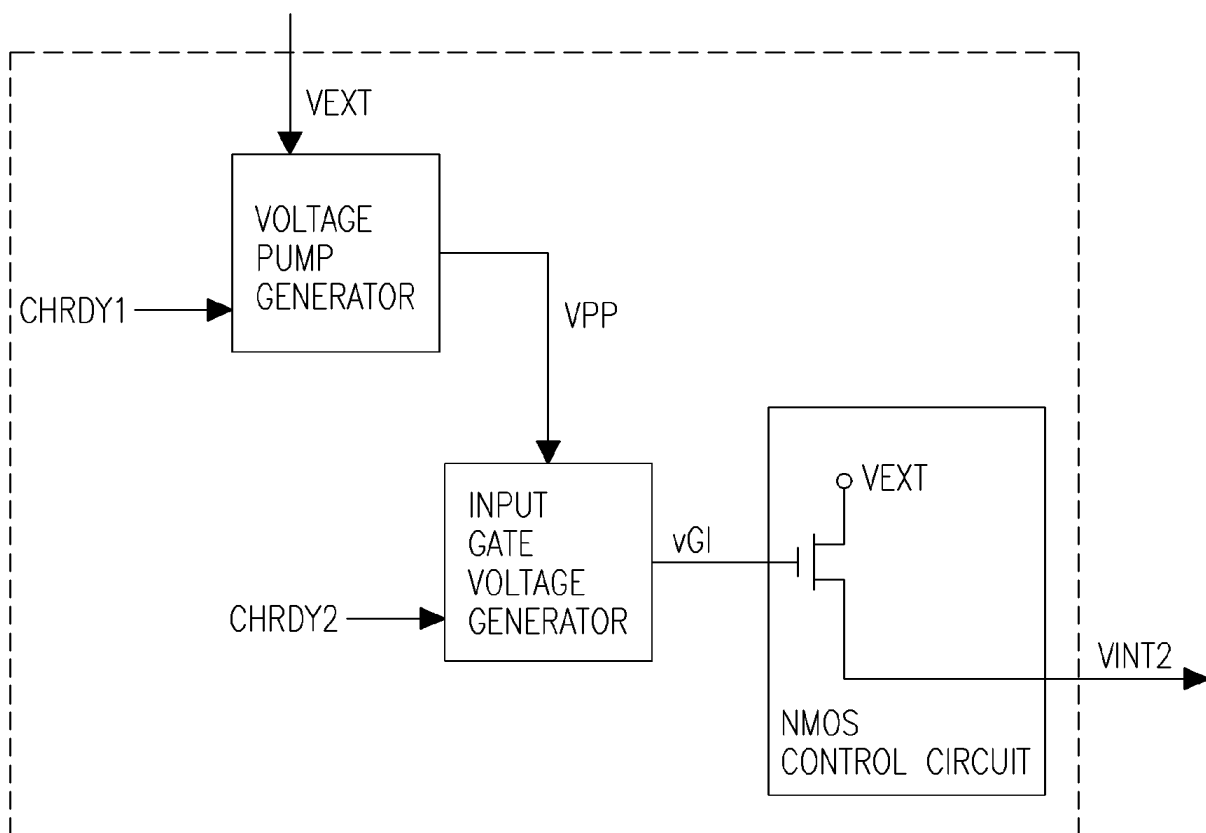 VEXT
VOLTAGE
PUMP
GENERATOR
CHRDY1
VPP
INPUT
GATE
VOLTAGE
GENERATOR
CHRDY2
vGI
VEXT
NMOS
CONTROL CIRCUIT
VINT2